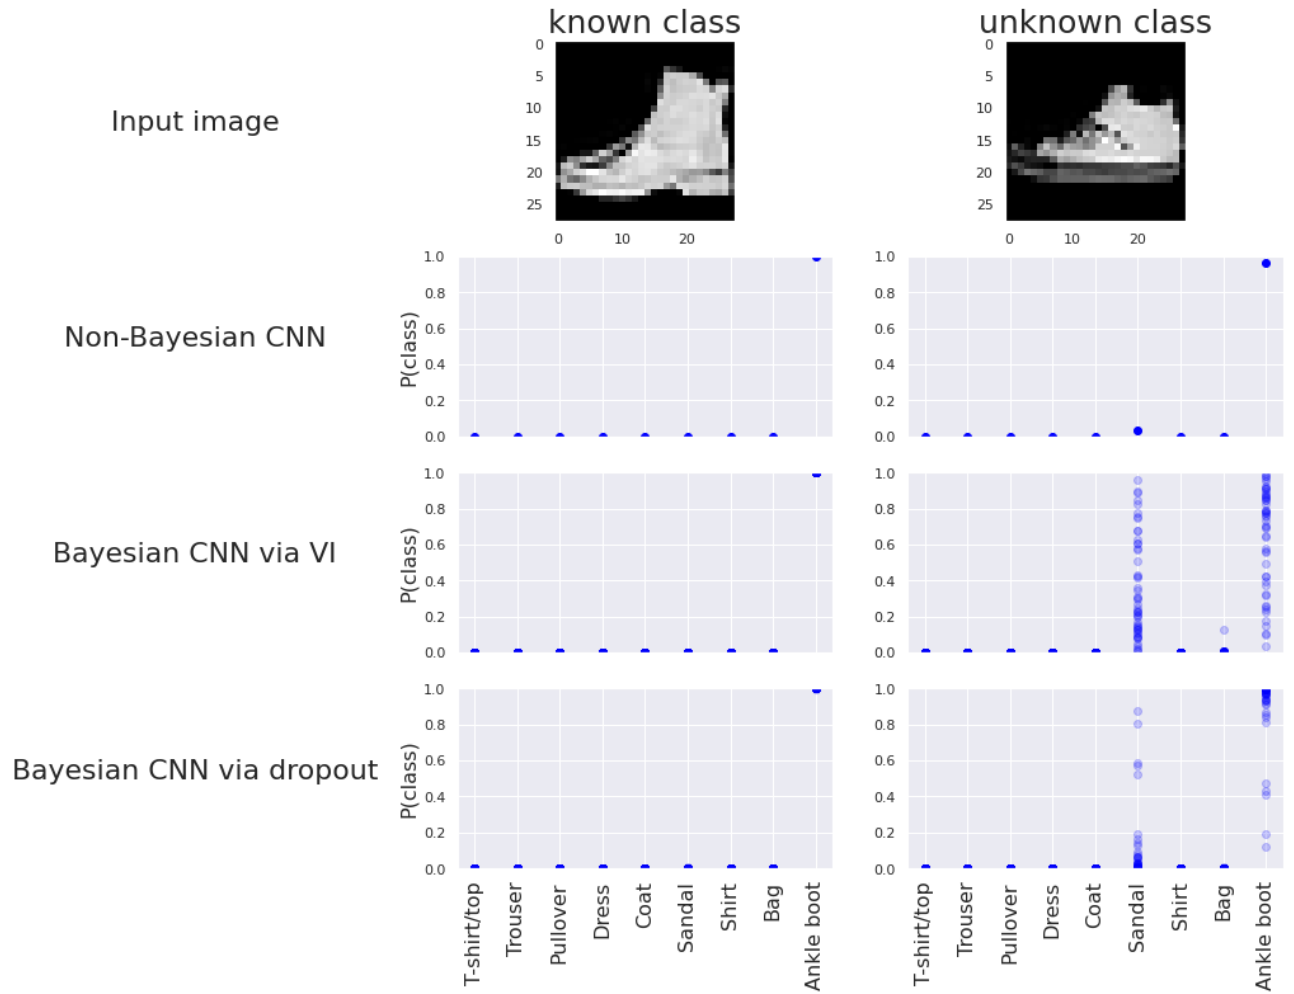 known class
unknown class
Input image
0
5
10
15
20
25
0 10 20
0
5
10
15
20
25
0 10 20
Non-Bayesian CNN
P(class)
1.0
0.8
0.6
0.4
0.2
0.0
1.0
0.8
0.6
0.4
0.2
0.0
Bayesian CNN via VI
P(class)
1.0
0.8
0.6
0.4
0.2
0.0
1.0
0.8
0.6
0.4
0.2
0.0
Bayesian CNN via dropout
P(class)
1.0
0.8
0.6
0.4
0.2
0.0
1.0
0.8
0.6
0.4
0.2
0.0
T-shirt/top
Trouser
Pullover
Dress
Coat
Sandal
Shirt
Bag
Ankle boot
T-shirt/top
Trouser
Pullover
Dress
Coat
Sandal
Shirt
Bag
Ankle boot